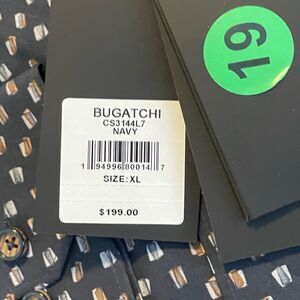 BUGATCHI
CS3144L7
NAVY
1 94996 80014 7
SIZE: XL
$199.00
19